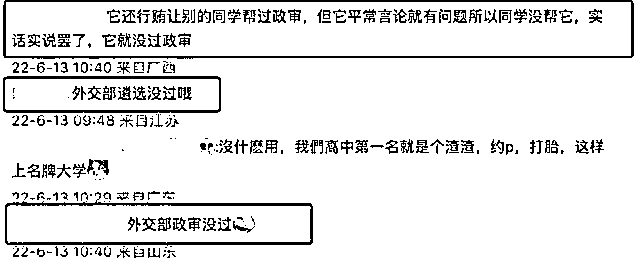 它还行贿让别的同学帮过政审，但它平常言论就有问题所以同学没帮它，实
话实说罢了，它就没过政审
22-6-13 10:40 来自广西
外交部遴选没过哦
22-6-13 09:48 来自江苏
:沒什麽用，我們高中第一名就是个渣渣，约p，打胎，这样
上名牌大学
22-6-13 10:29 来自广东
外交部政审没过
22-6-13 10:40 来自山东